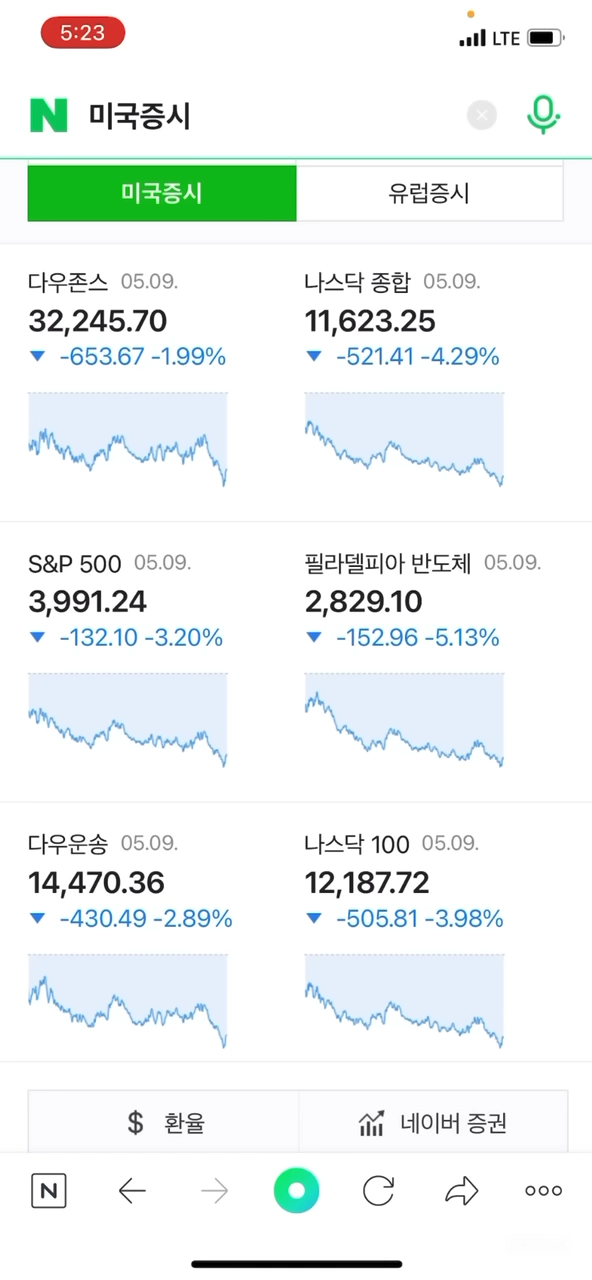 5:23
LTE
N 미국증시
미국증시 유럽증시
다우존스 05.09.
32,245.70
▼ -653.67 -1.99%
나스닥 종합 05.09.
11,623.25
▼ -521.41 -4.29%
S&P 500 05.09.
3,991.24
▼ -132.10 -3.20%
필라델피아 반도체 05.09.
2,829.10
▼ -152.96 -5.13%
다우운송 05.09.
14,470.36
▼ -430.49 -2.89%
나스닥 100 05.09.
12,187.72
▼ -505.81 -3.98%
$ 환율
네이버 증권
N